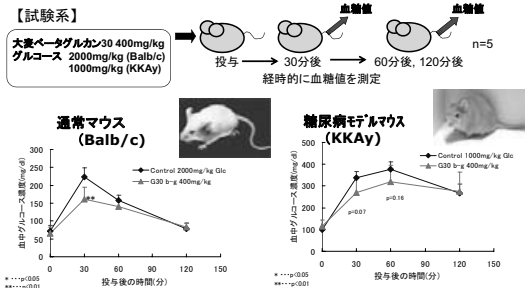 【試験系】
大麦ベータグルカン30 400mg/kg
グルコース 2000mg/kg (Balb/c)
1000mg/kg (KKAy)
血糖値
血糖値
n=5
投与 30分後 60分後, 120分後
経時的に血糖値を測定
通常マウス
(Balb/c)
血中グルコース濃度(mg/dl)
300
250
200
150
100
50
0
Control 2000mg/kg Glc
G30 b-g 400mg/kg
**
0 30 60 90 120 150
投与後の時間(分)
* ・・・p<0.05
**・・・p<0.01
糖尿病モデルマウス
(KKAy)
血中グルコース濃度(mg/dl)
500
400
300
200
100
0
Control 1000mg/kg Glc
G30 b-g 400mg/kg
p=0.07
p=0.16
0 30 60 90 120 150
投与後の時間(分)
* ・・・p<0.05
**・・・p<0.01